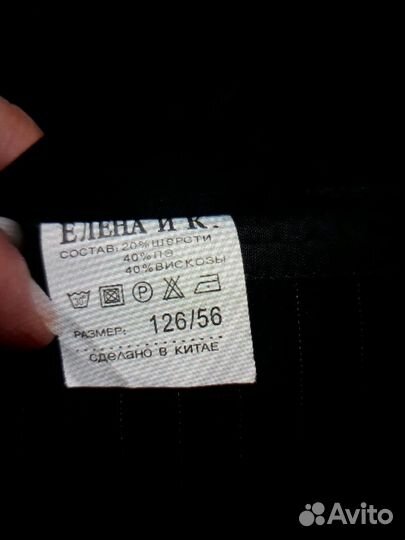 ЕЛЕНА И К.
СОСТАВ: 20% ШЕРСТИ
40% ПЭ
40% ВИСКОЗЫ
РАЗМЕР: 126/56
СДЕЛАНО В КИТАЕ
Avito